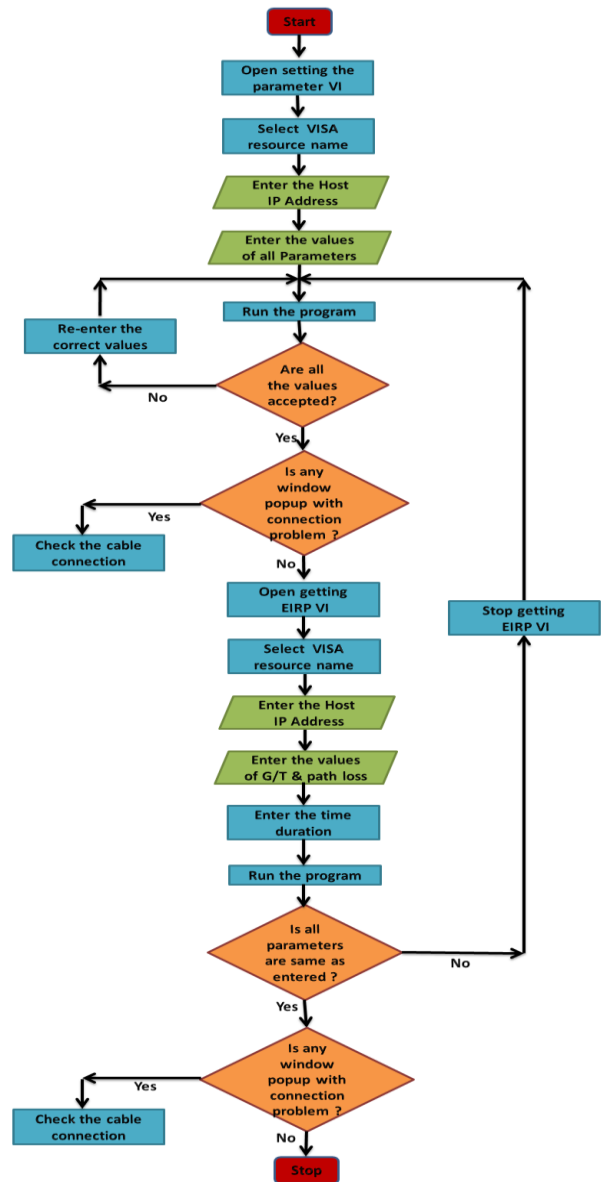 Start
Open setting the
parameter VI
Select VISA
resource name
Enter the Host
IP Address
Enter the values
of all Parameters
Run the program
Re-enter the
correct values
Are all
the values
accepted?
No
Yes
Is any
window
popup with
connection
problem ?
Yes
Check the cable
connection
No
Open getting
EIRP VI
Stop getting
EIRP VI
Select VISA
resource name
Enter the Host
IP Address
Enter the values
of G/T & path loss
Enter the time
duration
Run the program
Is all
parameters
are same as
entered ?
No
Yes
Is any
window
popup with
connection
problem ?
Yes
Check the cable
connection
No
Stop